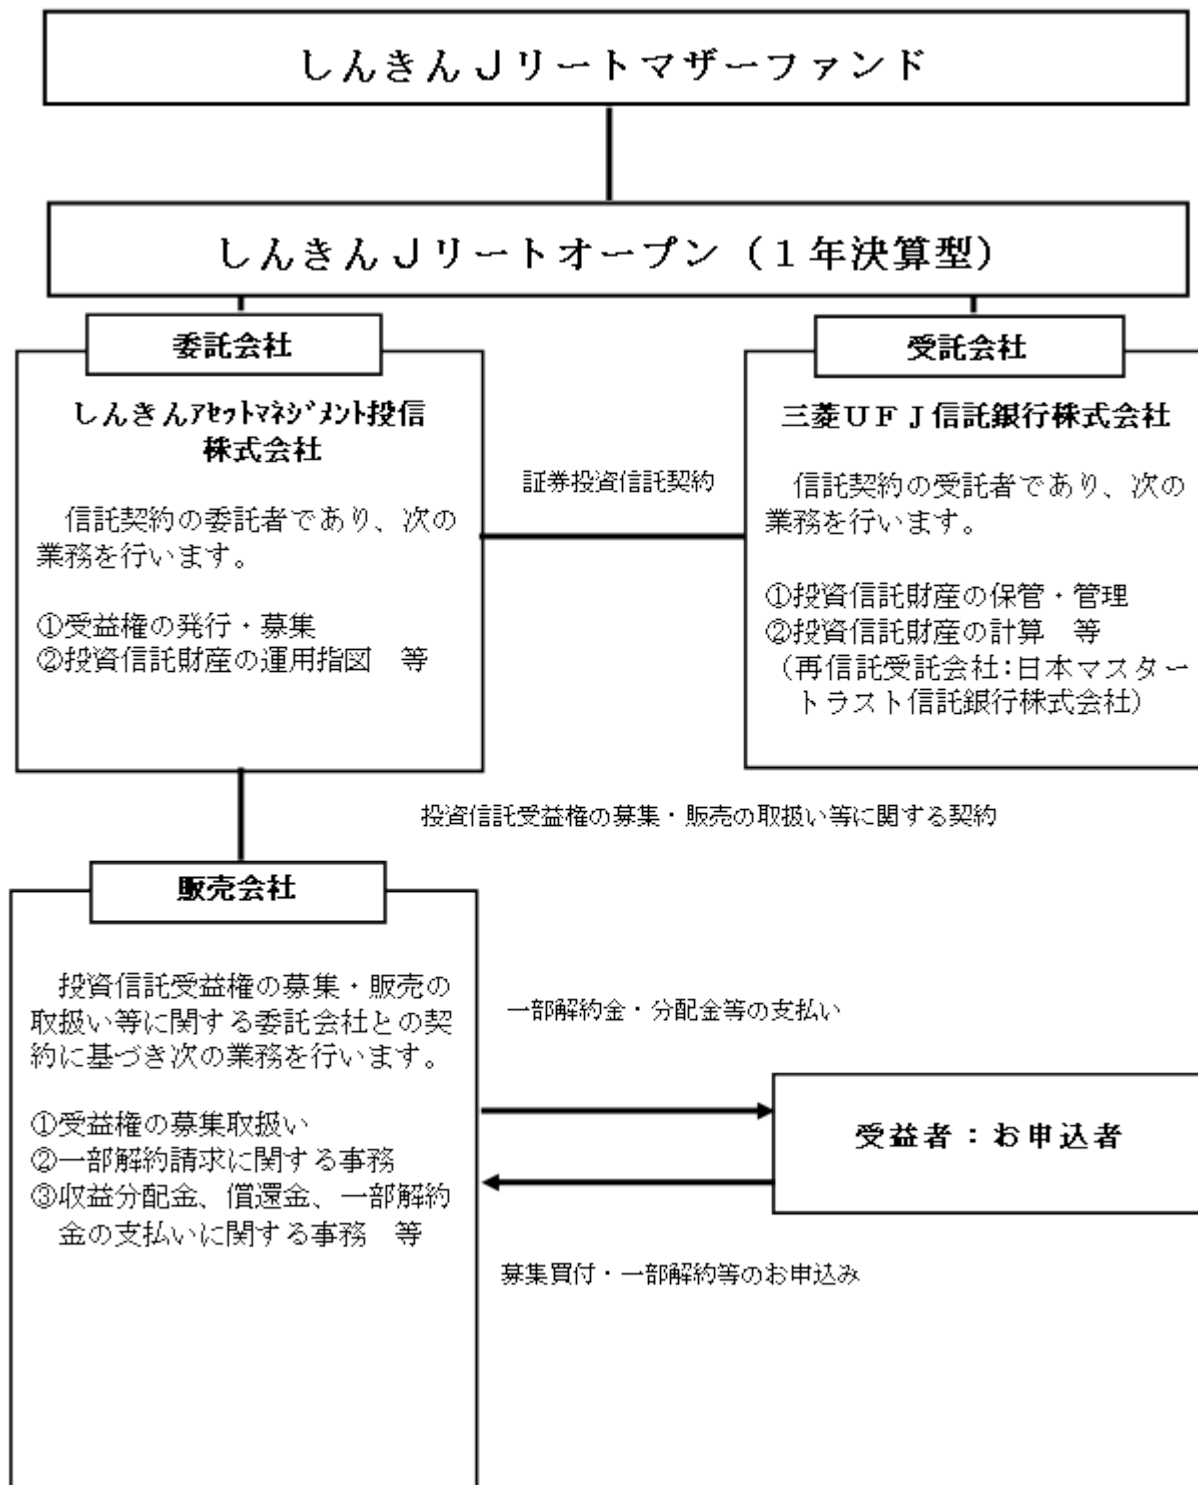 しんきんＪリートマザーファンド
しんきんＪリートオープン（１年決算型）
委託会社
しんきんｱｾｯﾄﾏﾈｼﾞﾒﾝﾄ投信
株式会社
信託契約の委託者であり、次の
業務を行います。
①受益権の発行・募集
②投資信託財産の運用指図　等
証券投資信託契約
受託会社
三菱ＵＦＪ信託銀行株式会社
信託契約の受託者であり、次の
業務を行います。
①投資信託財産の保管・管理
②投資信託財産の計算　等
（再信託受託会社：日本マスター
トラスト信託銀行株式会社）
投資信託受益権の募集・販売の取扱い等に関する契約
販売会社
投資信託受益権の募集・販売の
取扱い等に関する委託会社との契
約に基づき次の業務を行います。
①受益権の募集取扱い
②一部解約請求に関する事務
③収益分配金、償還金、一部解約
金の支払いに関する事務　等
一部解約金・分配金等の支払い
受益者：お申込者
募集買付・一部解約等のお申込み